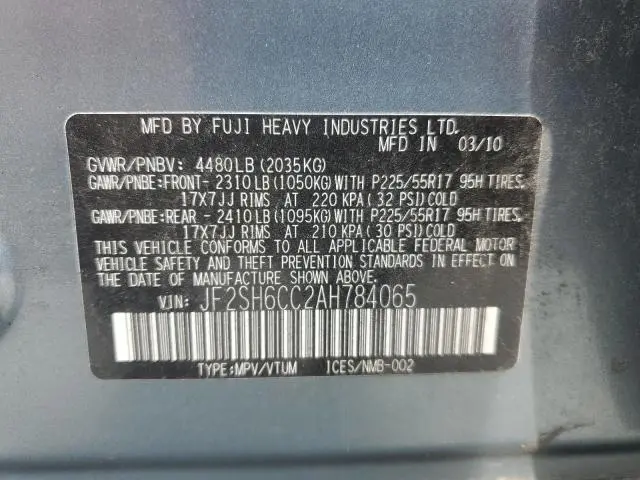 MFD BY FUJI HEAVY INDUSTRIES LTD.
MFD IN 03/10
GVWR/PNBV: 4480LB (2035KG)
GAWR/PNBE:FRONT- 2310LB (1050KG)WITH P225/55R17 95H TIRES,
17X7JJ RIMS AT 220 KPA ( 32 PSI)COLD
GAWR/PNBE:REAR - 2410LB (1095KG)WITH P225/55R17 95H TIRES,
17X7JJ RIMS AT 210 KPA ( 30 PSI)COLD
THIS VEHICLE CONFORMS TO ALL APPLICABLE FEDERAL MOTOR
VEHICLE SAFETY AND THEFT PREVENTION STANDARDS IN EFFECT ON
THE DATE OF MANUFACTURE SHOWN ABOVE.
VIN: JF2SH6CC2AH784065
TYPE:MPV/VTUM ICES/NMB-002